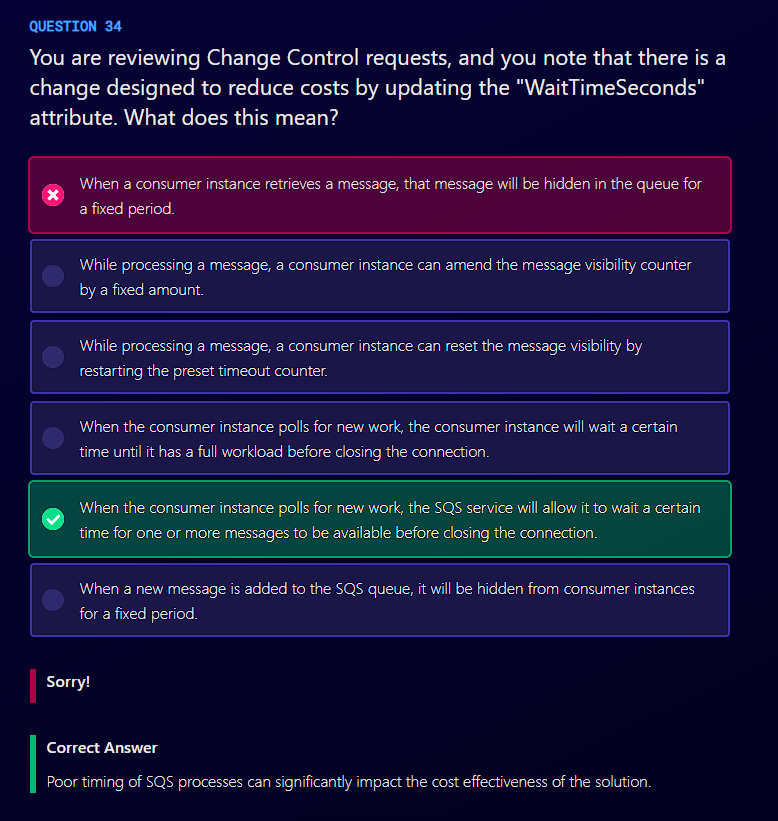 QUESTION 34
You are reviewing Change Control requests, and you note that there is a
change designed to reduce costs by updating the "WaitTimeSeconds"
attribute. What does this mean?
When a consumer instance retrieves a message, that message will be hidden in the queue for
a fixed period.
While processing a message, a consumer instance can amend the message visibility counter
by a fixed amount.
While processing a message, a consumer instance can reset the message visibility by
restarting the preset timeout counter.
When the consumer instance polls for new work, the consumer instance will wait a certain
time until it has a full workload before closing the connection.
When the consumer instance polls for new work, the SQS service will allow it to wait a certain
time for one or more messages to be available before closing the connection.
When a new message is added to the SQS queue, it will be hidden from consumer instances
for a fixed period.
Sorry!
Correct Answer
Poor timing of SQS processes can significantly impact the cost effectiveness of the solution.